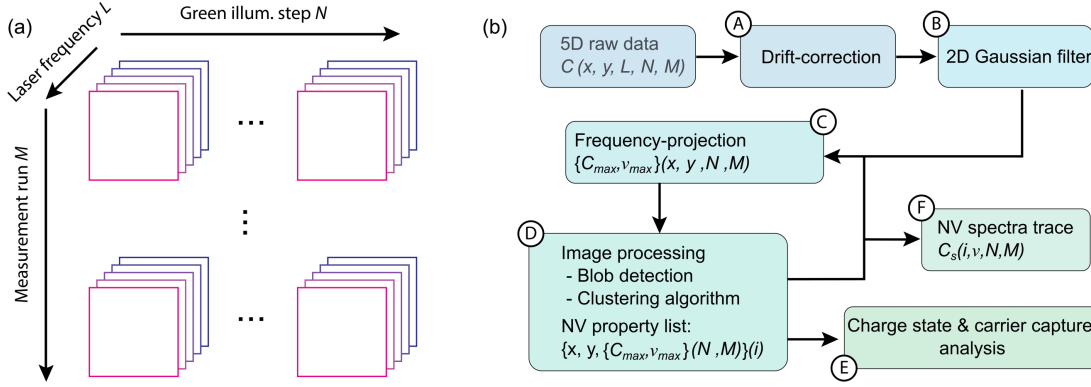 (a)
Green illum. step N
Laser frequency L
Measurement run M
...
...
...
...
...
(b)
5D raw data
C (x, y, L, N, M)
A
Drift-correction
B
2D Gaussian filter
C
Frequency-projection
{Cmax,νmax}(x, y ,N ,M)
D
Image processing
- Blob detection
- Clustering algorithm
NV property list:
{x, y, {Cmax,νmax}(N ,M)}(i)
F
NV spectra trace
Cs(i,ν,N,M)
Charge state & carrier capture
analysis
E